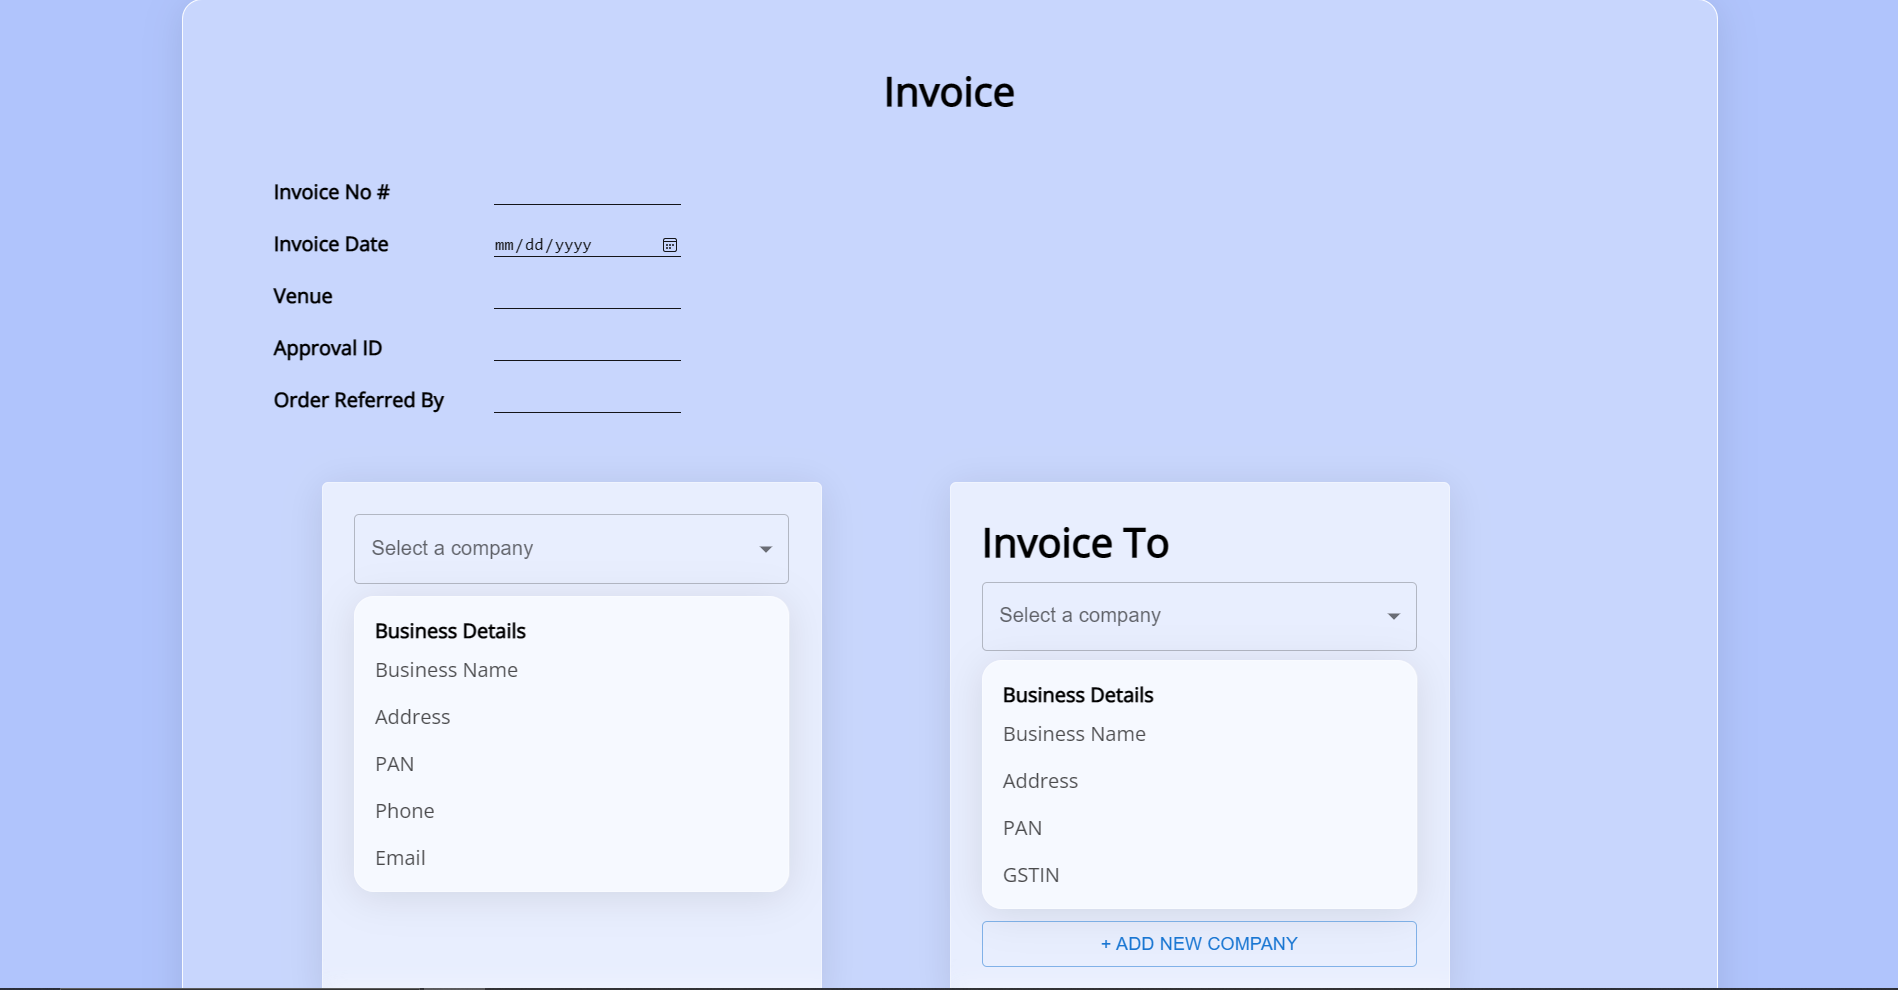 Invoice
Invoice No #
Invoice Date mm/dd/yyyy
Venue
Approval ID
Order Referred By
Select a company
Business Details
Business Name
Address
PAN
Phone
Email
Invoice To
Select a company
Business Details
Business Name
Address
PAN
GSTIN
+ ADD NEW COMPANY